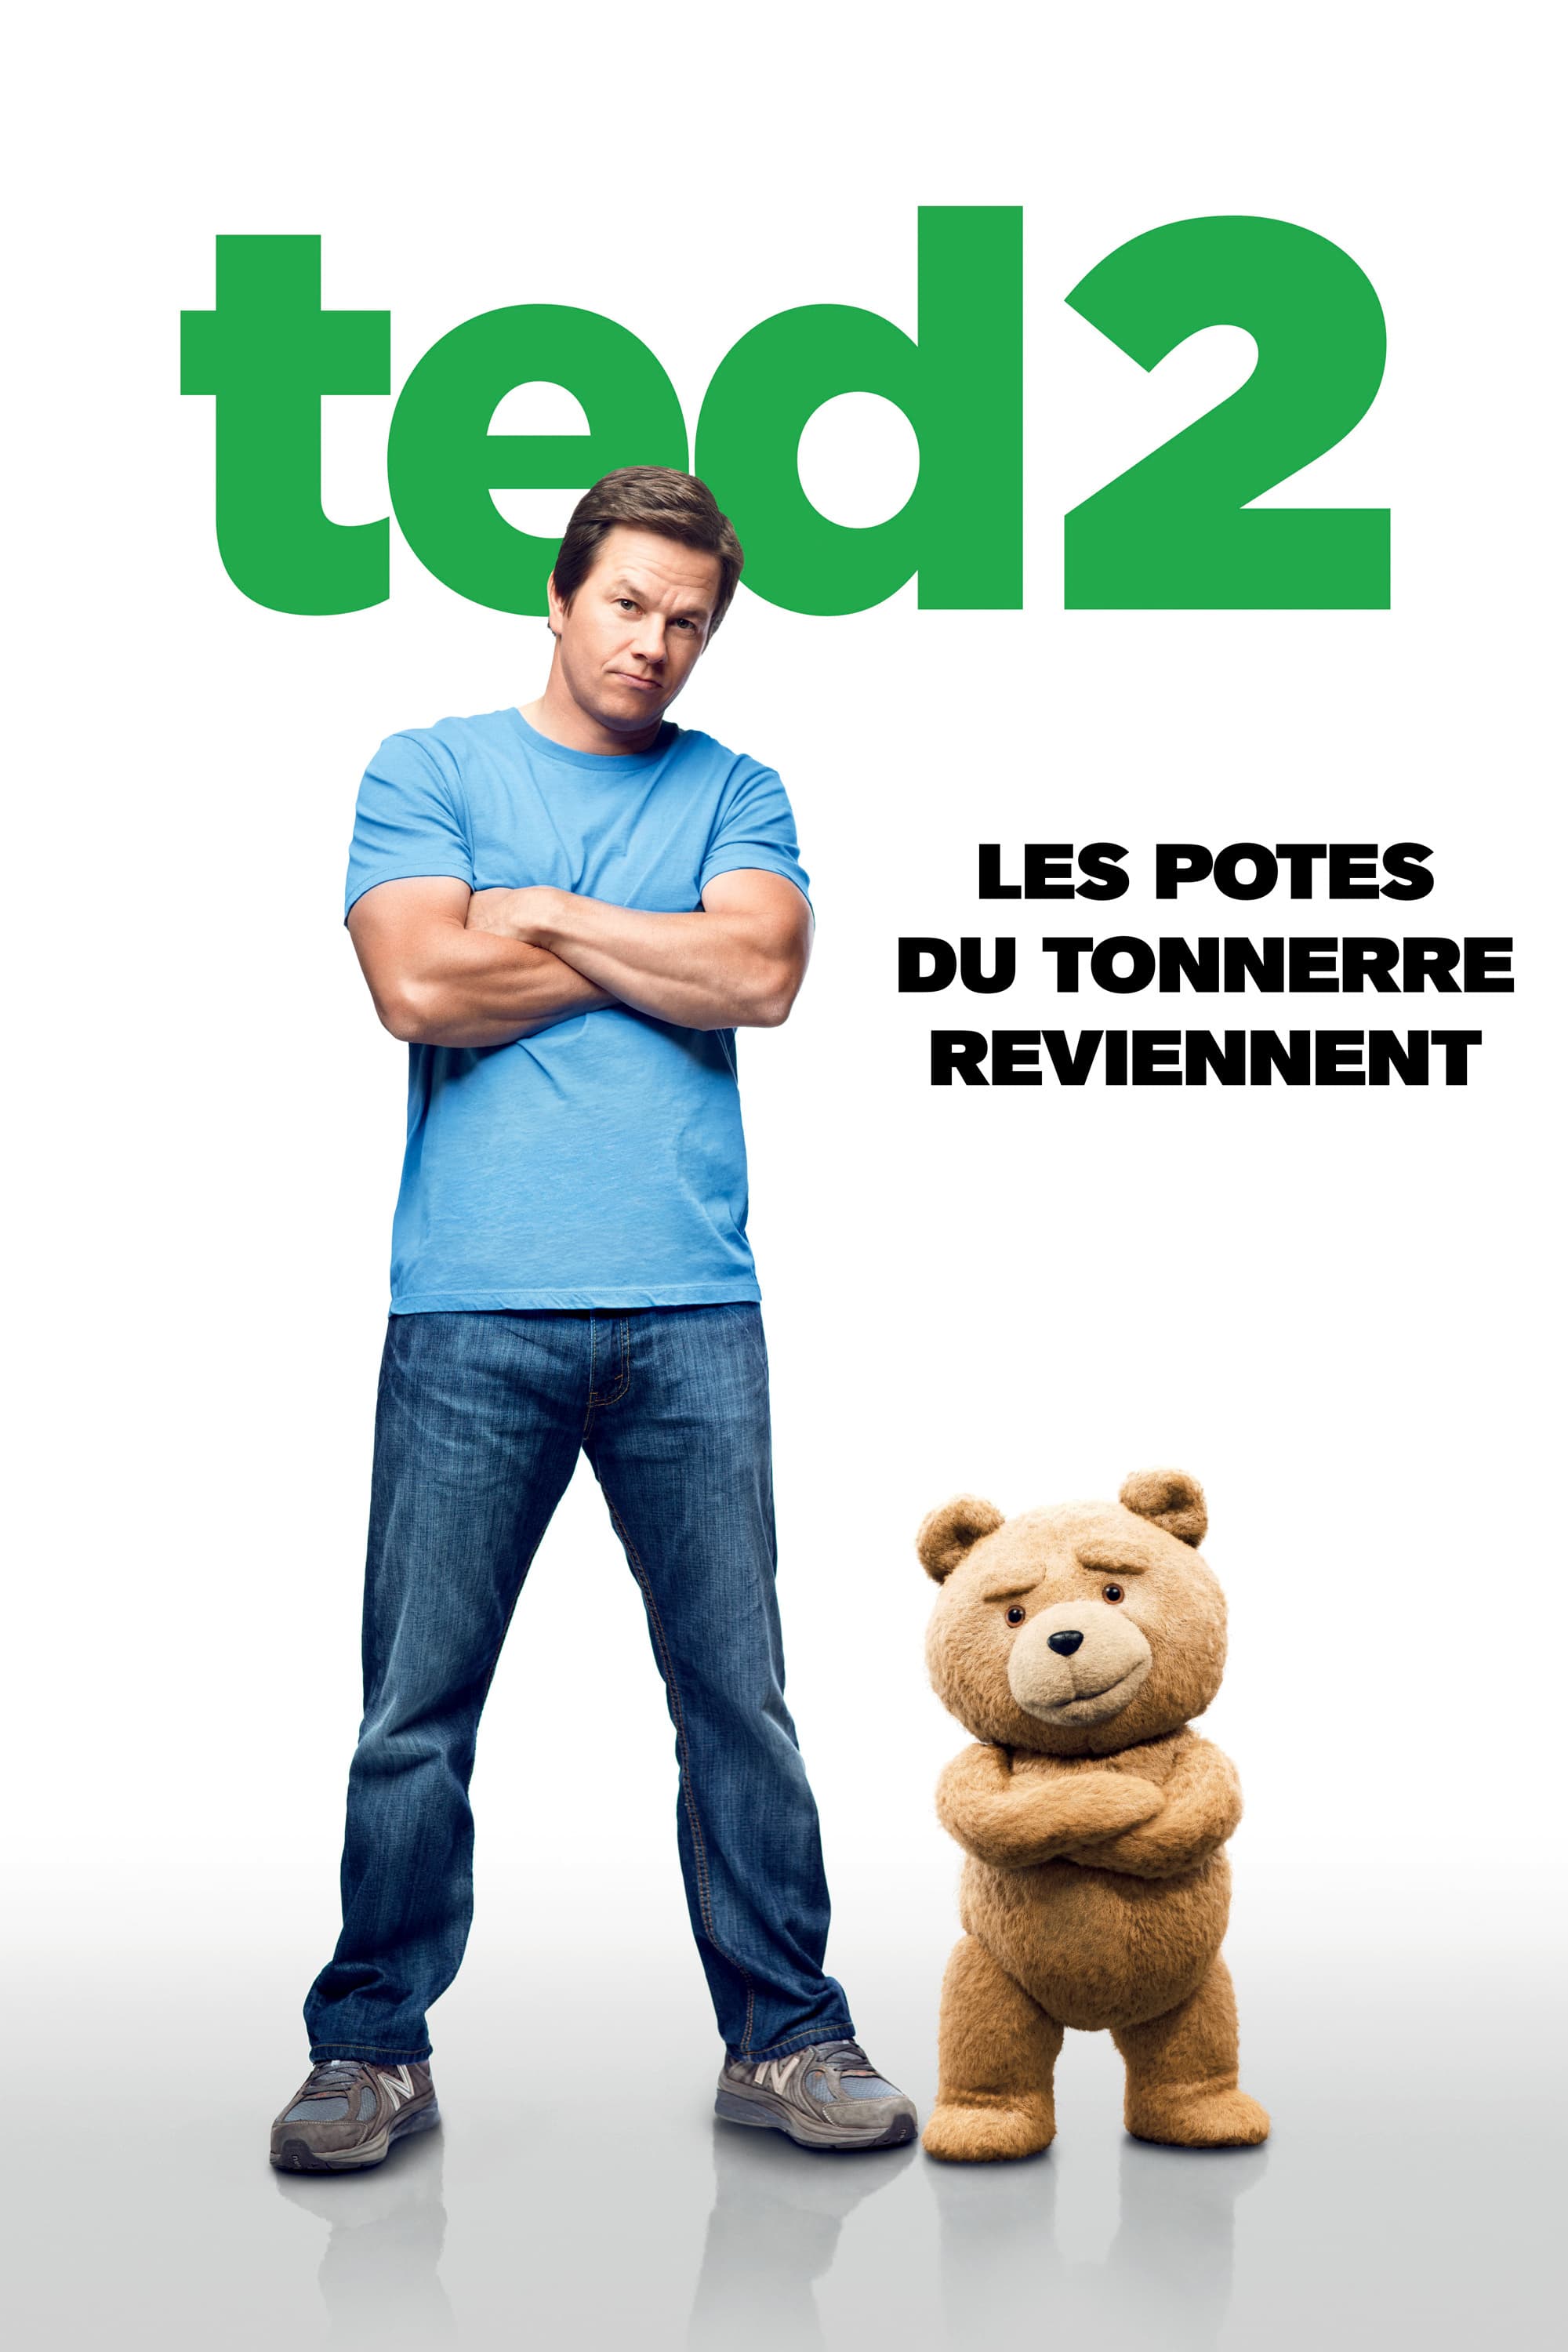 ted2
LES POTES
DU TONNERRE
REVIENNENT
N
N